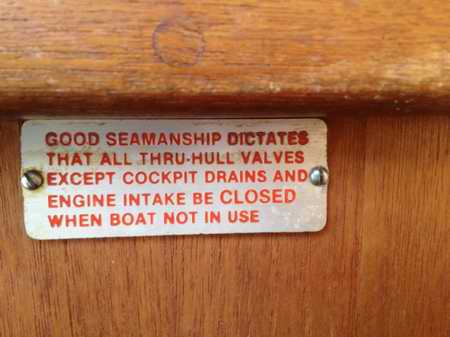 GOOD SEAMANSHIP DICTATES
THAT ALL THRU-HULL VALVES
EXCEPT COCKPIT DRAINS AND
ENGINE INTAKE BE CLOSED
WHEN BOAT NOT IN USE